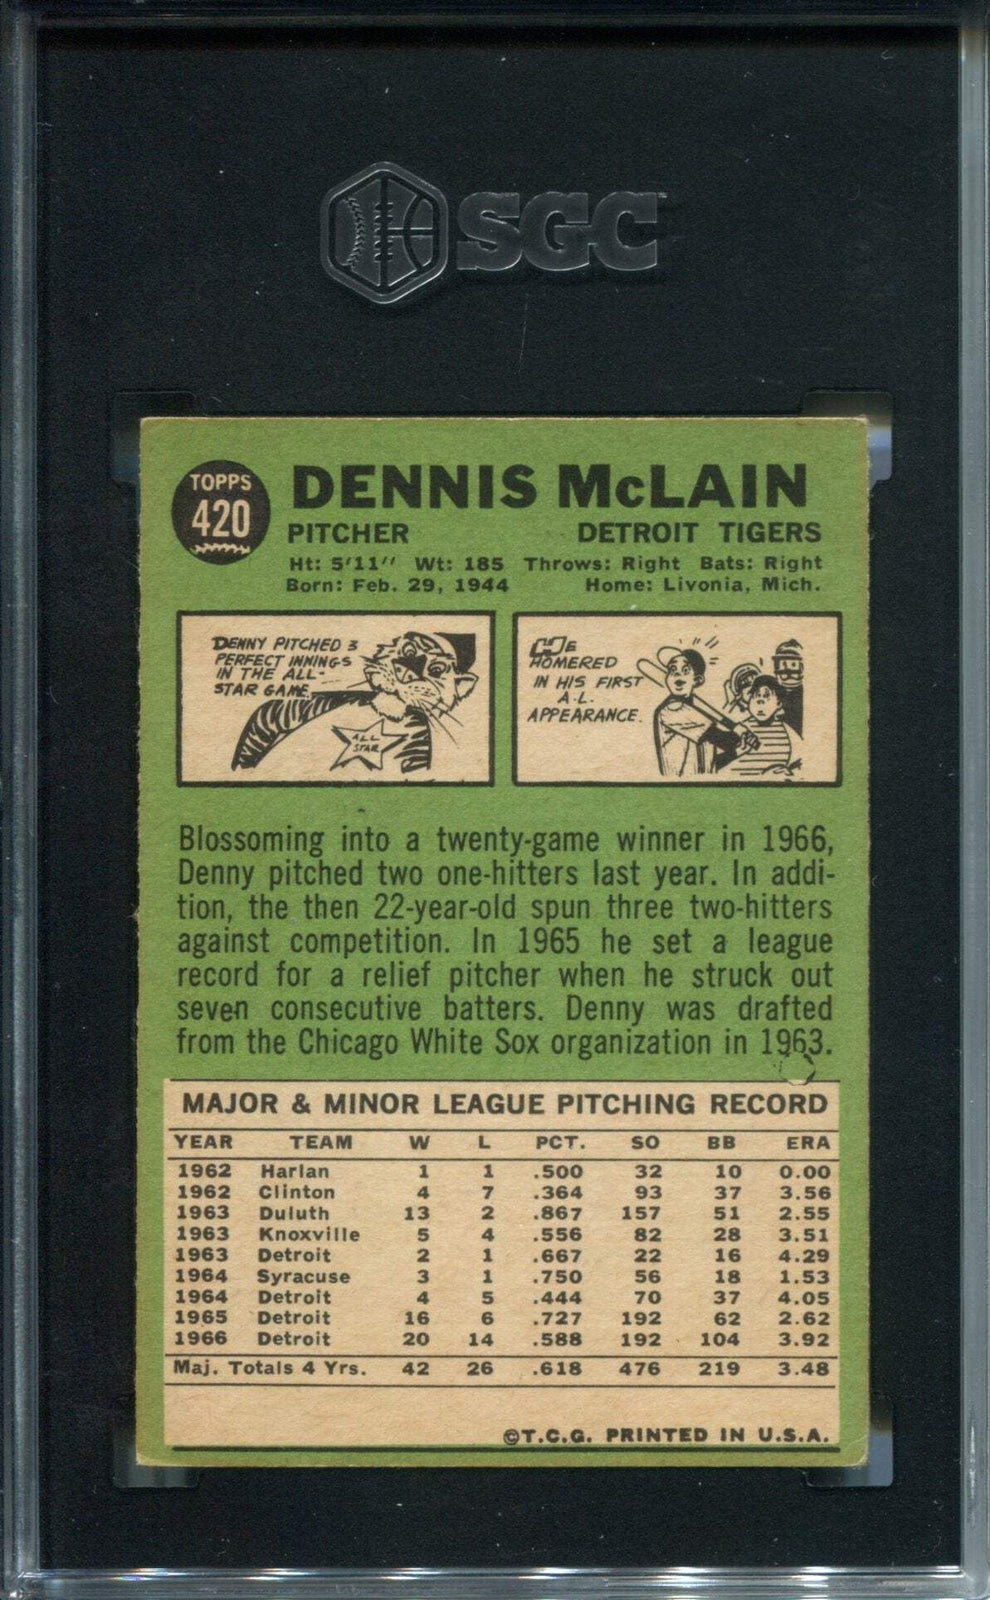 SGC
TOPPS
420
DENNIS McLAIN
PITCHER DETROIT TIGERS
Ht: 5'11" Wt: 185 Throws: Right Bats: Right
Born: Feb. 29, 1944 Home: Livonia, Mich.
DENNY PITCHED 3
PERFECT INNINGS
IN THE ALL-
STAR GAME
ALL
STAR
HE
HOMERED
IN HIS FIRST
A.L.
APPEARANCE.
Blossoming into a twenty-game winner in 1966,
Denny pitched two one-hitters last year. In addi-
tion, the then 22-year-old spun three two-hitters
against competition. In 1965 he set a league
record for a relief pitcher when he struck out
seven consecutive batters. Denny was drafted
from the Chicago White Sox organization in 1963.
MAJOR & MINOR LEAGUE PITCHING RECORD
YEAR TEAM W L PCT. SO BB ERA
1962 Harlan 1 1 .500 32 10 0.00
1962 Clinton 4 7 .364 93 37 3.56
1963 Duluth 13 2 .867 157 51 2.55
1963 Knoxville 5 4 .556 82 28 3.51
1963 Detroit 2 1 .667 22 16 4.29
1964 Syracuse 3 1 .750 56 18 1.53
1964 Detroit 4 5 .444 70 37 4.05
1965 Detroit 16 6 .727 192 62 2.62
1966 Detroit 20 14 .588 192 104 3.92
Maj. Totals 4 Yrs. 42 26 .618 476 219 3.48
©T.C.G. PRINTED IN U.S.A.